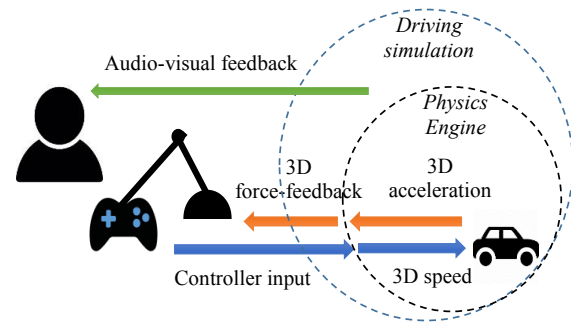 Driving
simulation
Audio-visual feedback
Physics
Engine
3D
force-feedback
3D
acceleration
Controller input
3D speed